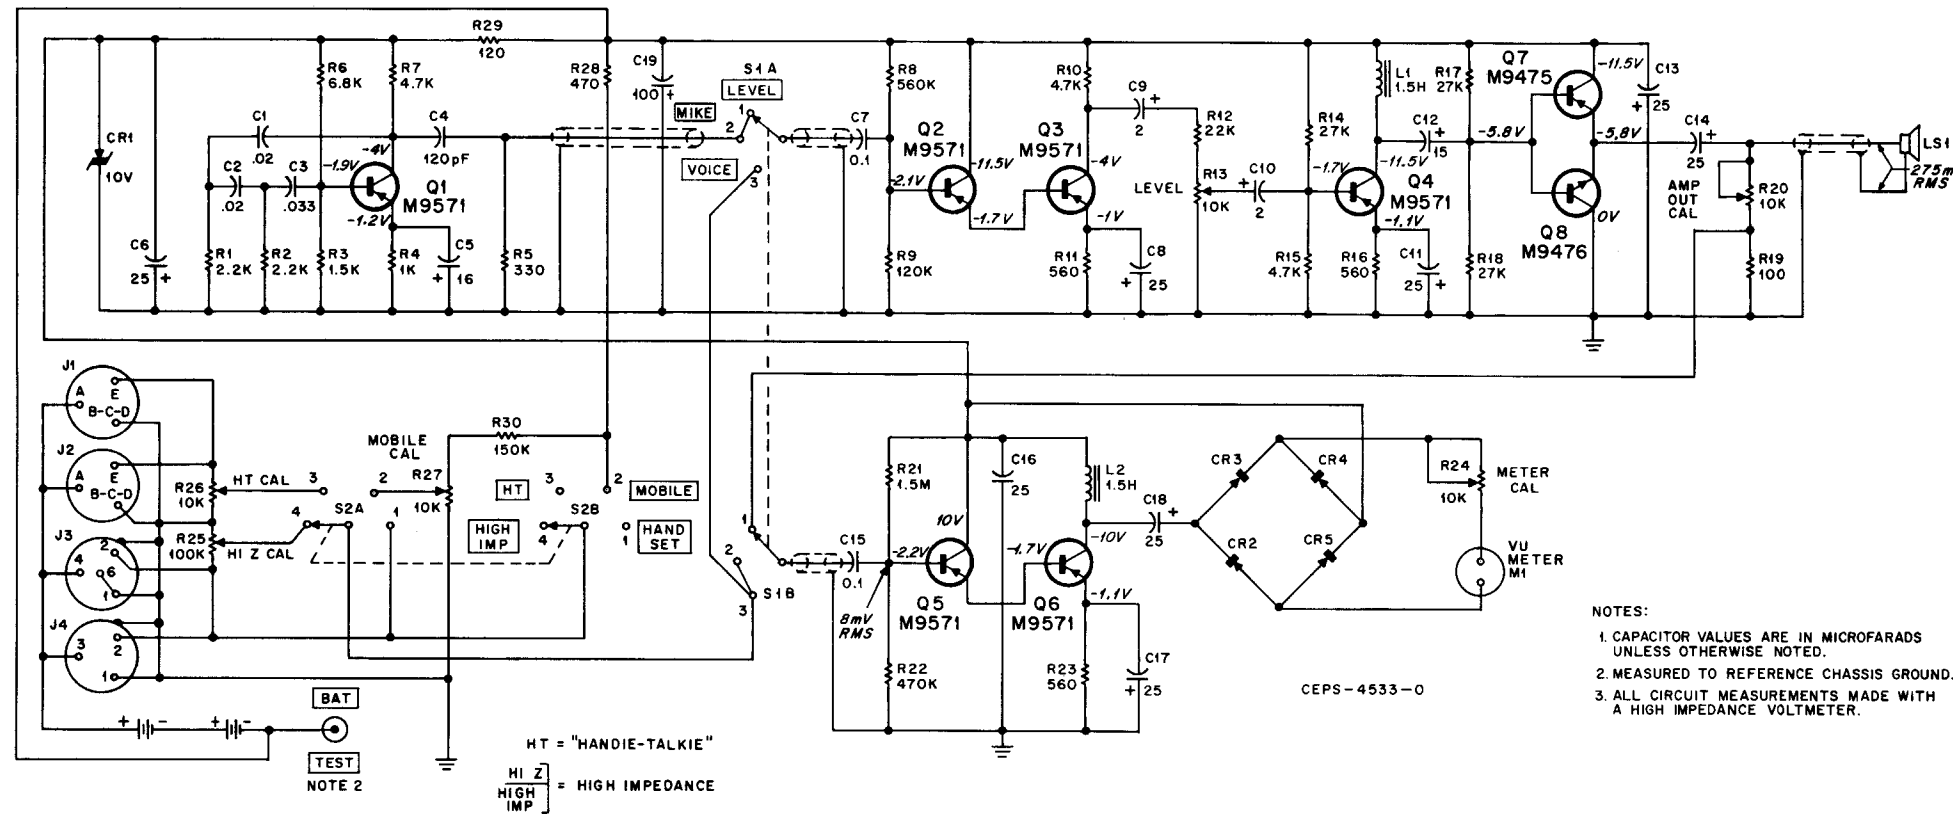 R29
120
R6
6.8K
R7
4.7K
R28
470
C19
100 +
S1A
LEVEL
MIKE
1
2
VOICE
3
C7
0.1
R8
560K
Q2
M9571
-11.5V
-2.1V
-1.7V
R9
120K
R10
4.7K
Q3
M9571
-4V
-1V
R11
560
C8
+
25
C9
+
2
R12
22K
LEVEL
R13
10K
+ C10
2
R14
27K
-1.7V
R15
4.7K
L1
1.5H
C12
+
15
-11.5V
Q4
M9571
-1.1V
R16
560
C11
25 +
R17
27K
-5.8V
R18
27K
Q7
M9475
-11.5V
-5.8V
Q8
M9476
0V
C13
+ 25
C14
+
25
AMP
OUT
CAL
R20
10K
R19
100
LS1
275m
RMS
CR1
10V
C6
25 +
C1
.02
C2
.02
C3
.033
-1.9V
-4V
C4
120pF
Q1
M9571
-1.2V
R1
2.2K
R2
2.2K
R3
1.5K
R4
1K
C5
+ 16
R5
330
J1
A
E
B-C-D
J2
A
E
B-C-D
J3
4
2
6
1
J4
3
2
1
R26
10K
HT CAL
R25
100K
HI Z CAL
3
2
4
S2A
1
MOBILE
CAL
R27
10K
R30
150K
HT
3
2
MOBILE
HIGH
IMP
4
S2B
1
HAND
SET
1
2
3
S1B
C15
0.1
8mV
RMS
R21
1.5M
10V
-2.2V
Q5
M9571
R22
470K
C16
25
L2
1.5H
-1.7V
-10V
Q6
M9571
-1.1V
R23
560
C17
+ 25
C18
+
25
CR3
CR4
CR2
CR5
R24
10K
METER
CAL
VU
METER
M1
BAT
+ - + -
TEST
NOTE 2
HT = "HANDIE-TALKIE"
HI Z
HIGH
IMP
= HIGH IMPEDANCE
CEPS-4533-0
NOTES:
1. CAPACITOR VALUES ARE IN MICROFARADS
UNLESS OTHERWISE NOTED.
2. MEASURED TO REFERENCE CHASSIS GROUND.
3. ALL CIRCUIT MEASUREMENTS MADE WITH
A HIGH IMPEDANCE VOLTMETER.